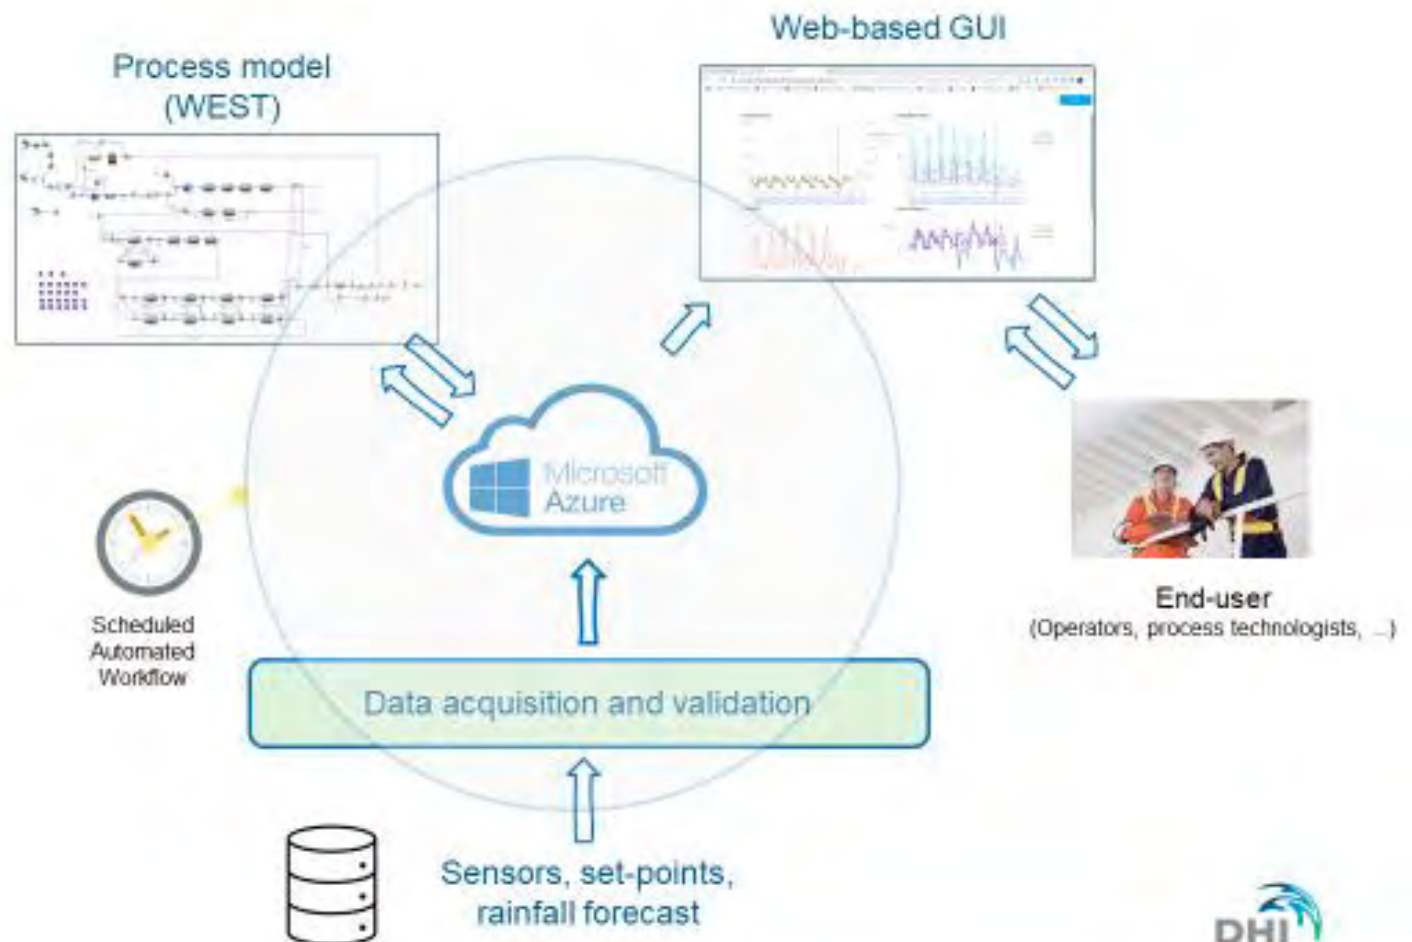 Web-based GUI
Process model
(WEST)
Microsoft
Azure
Scheduled
Automated
Workflow
End-user
(Operators, process technologists, ...)
Data acquisition and validation
Sensors, set-points,
rainfall forecast
DHI